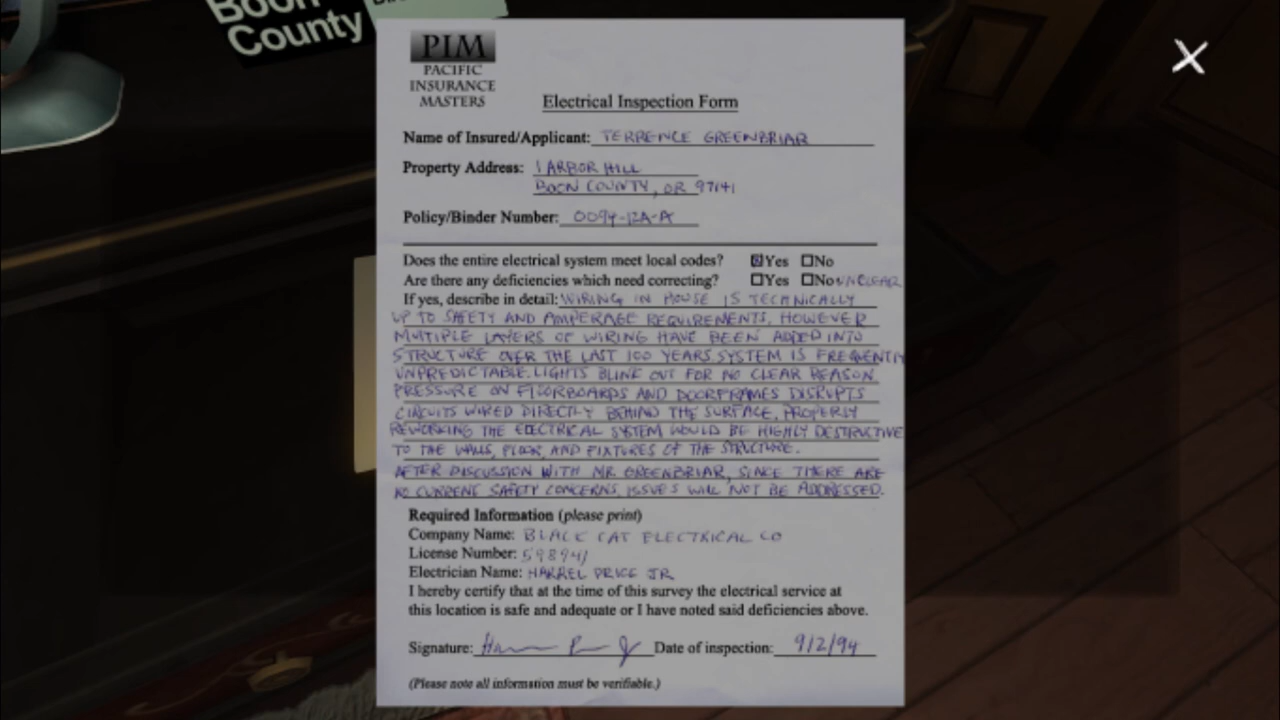 Boon
County
PIM
PACIFIC
INSURANCE
MASTERS
Electrical Inspection Form
Name of Insured/Applicant: TERRENCE GREENBRIAR
Property Address: 1 ARBOR HILL
BOON COUNTY, OR 97141
Policy/Binder Number: 0094-12A-A
Does the entire electrical system meet local codes? ☒Yes ☐No
Are there any deficiencies which need correcting? ☐Yes ☐No UNCLEAR
If yes, describe in detail: WIRING IN HOUSE IS TECHNICALLY
UP TO SAFETY AND AMPERAGE REQUIREMENTS, HOWEVER
MULTIPLE LAYERS OF WIRING HAVE BEEN ADDED INTO
STRUCTURE OVER THE LAST 100 YEARS. SYSTEM IS FREQUENTLY
UNPREDICTABLE. LIGHTS BLINK OUT FOR NO CLEAR REASON.
PRESSURE ON FLOORBOARDS AND DOORFRAMES DISRUPTS
CIRCUITS WIRED DIRECTLY BEHIND THE SURFACE. PROPERLY
REWORKING THE ELECTRICAL SYSTEM WOULD BE HIGHLY DESTRUCTIVE
TO THE WALLS, FLOOR, AND FIXTURES OF THE STRUCTURE.
AFTER DISCUSSION WITH MR GREENBRIAR, SINCE THERE ARE
NO CURRENT SAFETY CONCERNS, ISSUES WILL NOT BE ADDRESSED.
Required Information (please print)
Company Name: BLACK CAT ELECTRICAL CO
License Number: 598941
Electrician Name: HARREL PRICE JR
I hereby certify that at the time of this survey the electrical service at
this location is safe and adequate or I have noted said deficiencies above.
Signature: Date of inspection: 9/2/94
(Please note all information must be verifiable.)